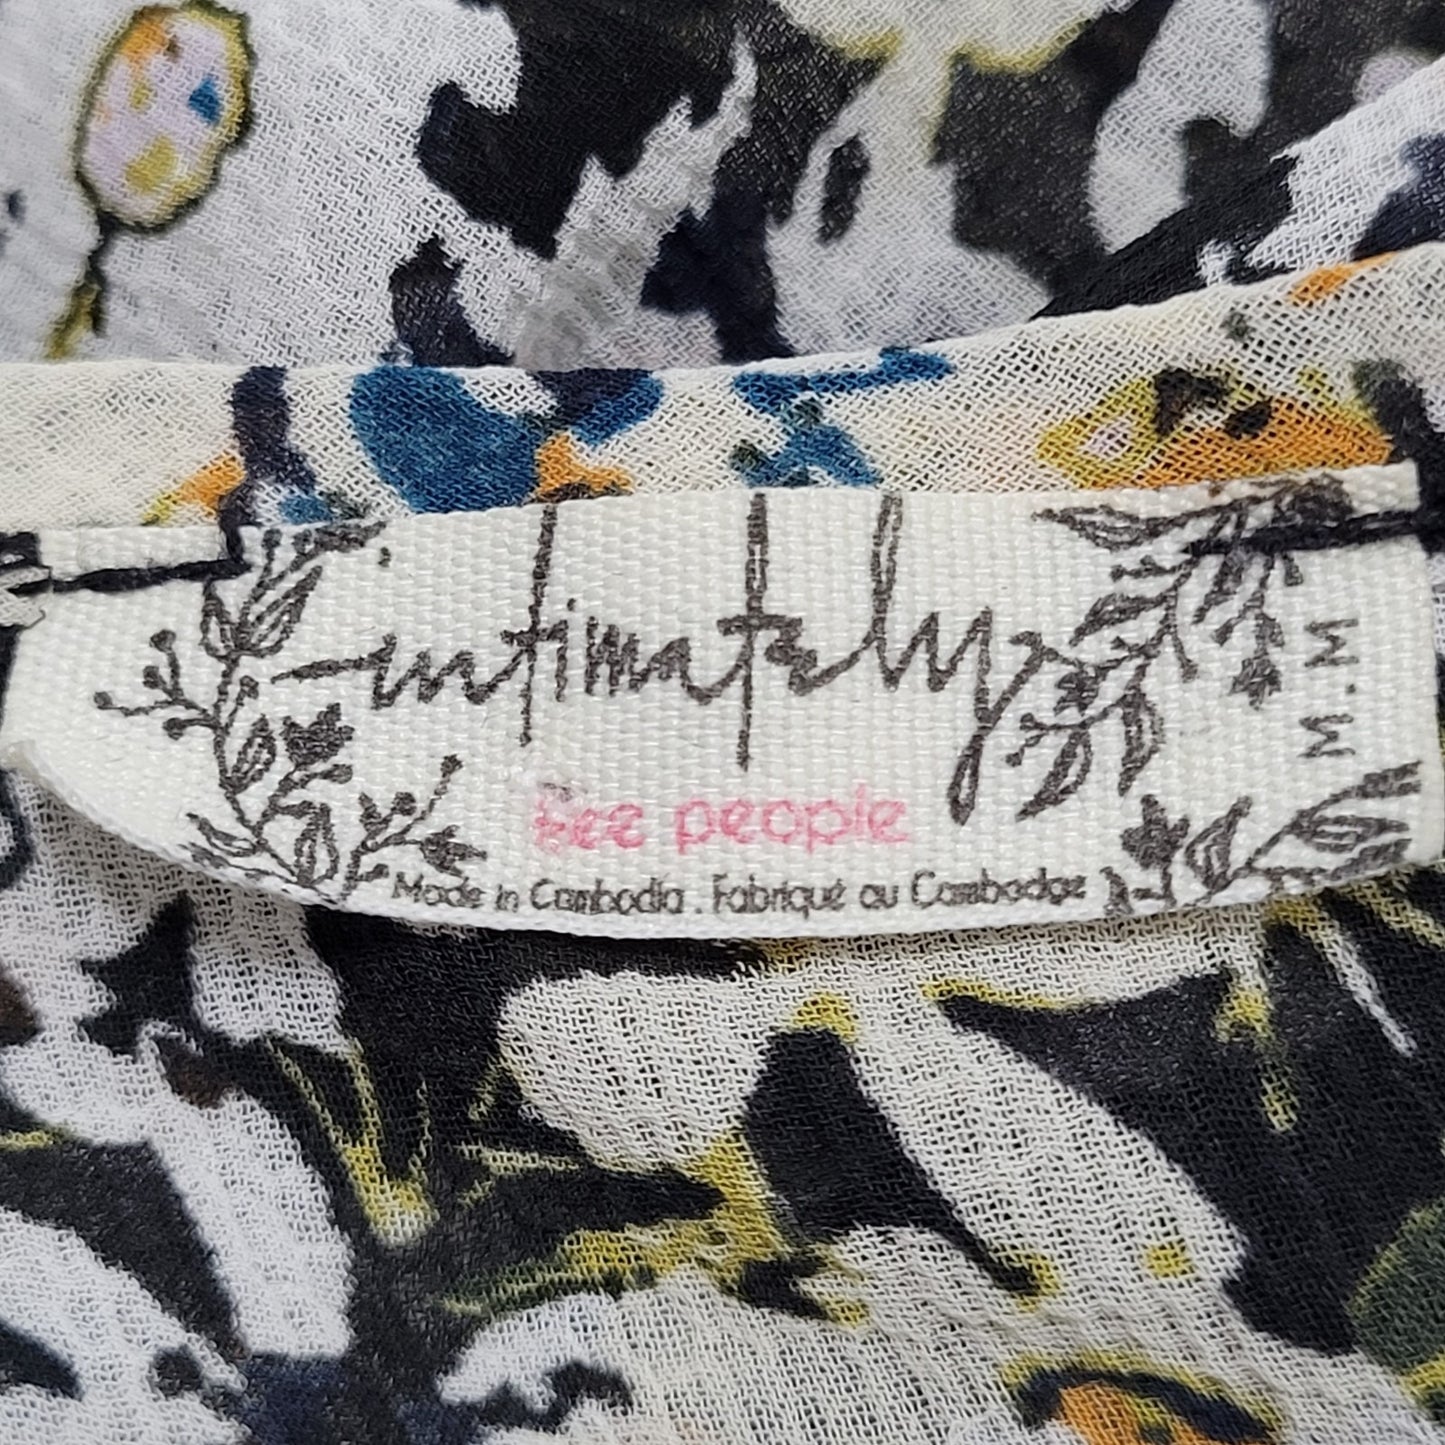 intimately
free people
Made in Cambodia . Fabriqué au Cambodge
M . M